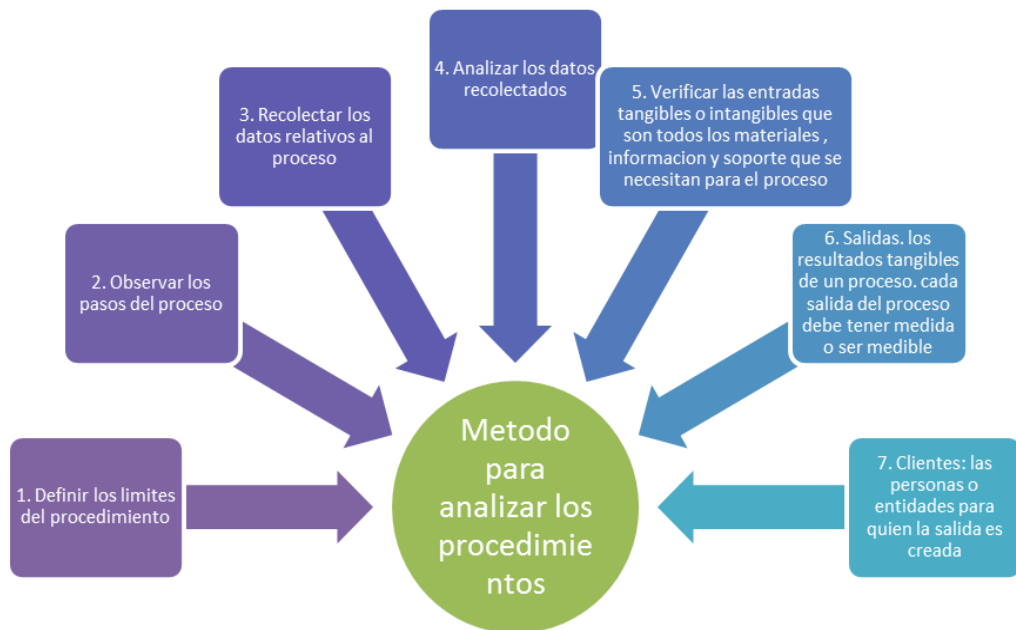 1. Definir los limites
del procedimiento
2. Observar los
pasos del proceso
3. Recolectar los
datos relativos al
proceso
4. Analizar los datos
recolectados
5. Verificar las entradas
tangibles o intangibles que
son todos los materiales ,
informacion y soporte que se
necesitan para el proceso
6. Salidas. los
resultados tangibles
de un proceso. cada
salida del proceso
debe tener medida
o ser medible
7. Clientes: las
personas o
entidades para
quien la salida es
creada
Metodo
para
analizar los
procedimie
ntos